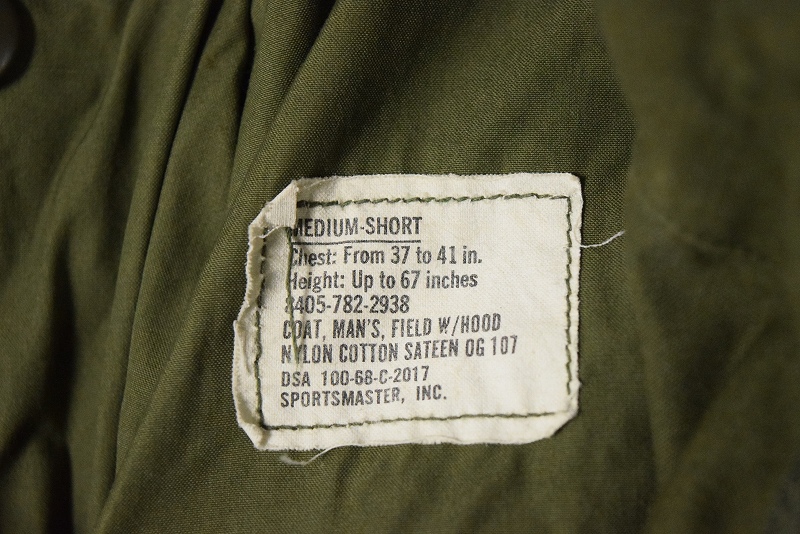 MEDIUM-SHORT
Chest: From 37 to 41 in.
Height: Up to 67 inches
8405-782-2938
COAT, MAN'S, FIELD W/HOOD
NYLON COTTON SATEEN OG 107
DSA 100-68-C-2017
SPORTSMASTER, INC.